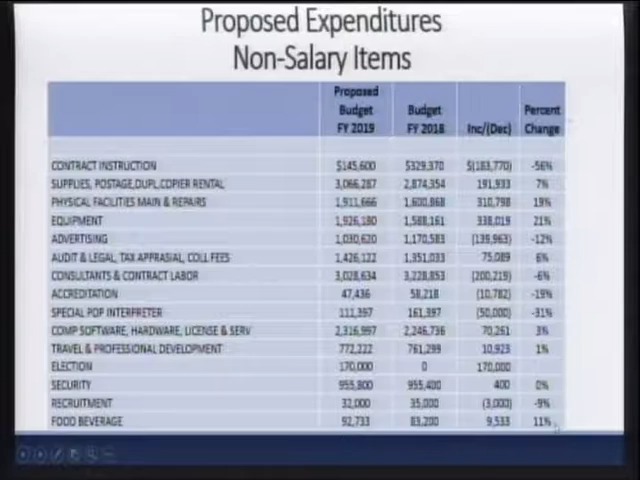 Proposed Expenditures
Non-Salary Items
Proposed Budget FY 2019 Budget FY 2018 Inc/(Dec) Percent Change
CONTRACT INSTRUCTION $145,600 $329,370 $(183,770) -56%
SUPPLIES, POSTAGE,DUPL,COPIER RENTAL 3,066,287 2,874,354 191,933 7%
PHYSICAL FACILITIES MAIN & REPAIRS 1,911,666 1,600,868 310,798 19%
EQUIPMENT 1,926,180 1,588,161 338,019 21%
ADVERTISING 1,030,620 1,170,583 (139,963) -12%
AUDIT & LEGAL, TAX APPRASIAL, COLL FEES 1,426,122 1,351,033 75,089 6%
CONSULTANTS & CONTRACT LABOR 3,028,634 3,228,853 (200,219) -6%
ACCREDITATION 47,436 58,218 (10,782) -19%
SPECIAL POP INTERPRETER 111,397 161,397 (50,000) -31%
COMP SOFTWARE, HARDWARE, LICENSE & SERV 2,316,997 2,246,736 70,261 3%
TRAVEL & PROFESSIONAL DEVELOPMENT 772,222 761,299 10,923 1%
ELECTION 170,000 0 170,000
SECURITY 955,800 955,400 400 0%
RECRUITMENT 32,000 35,000 (3,000) -9%
FOOD BEVERAGE 92,733 83,200 9,533 11%